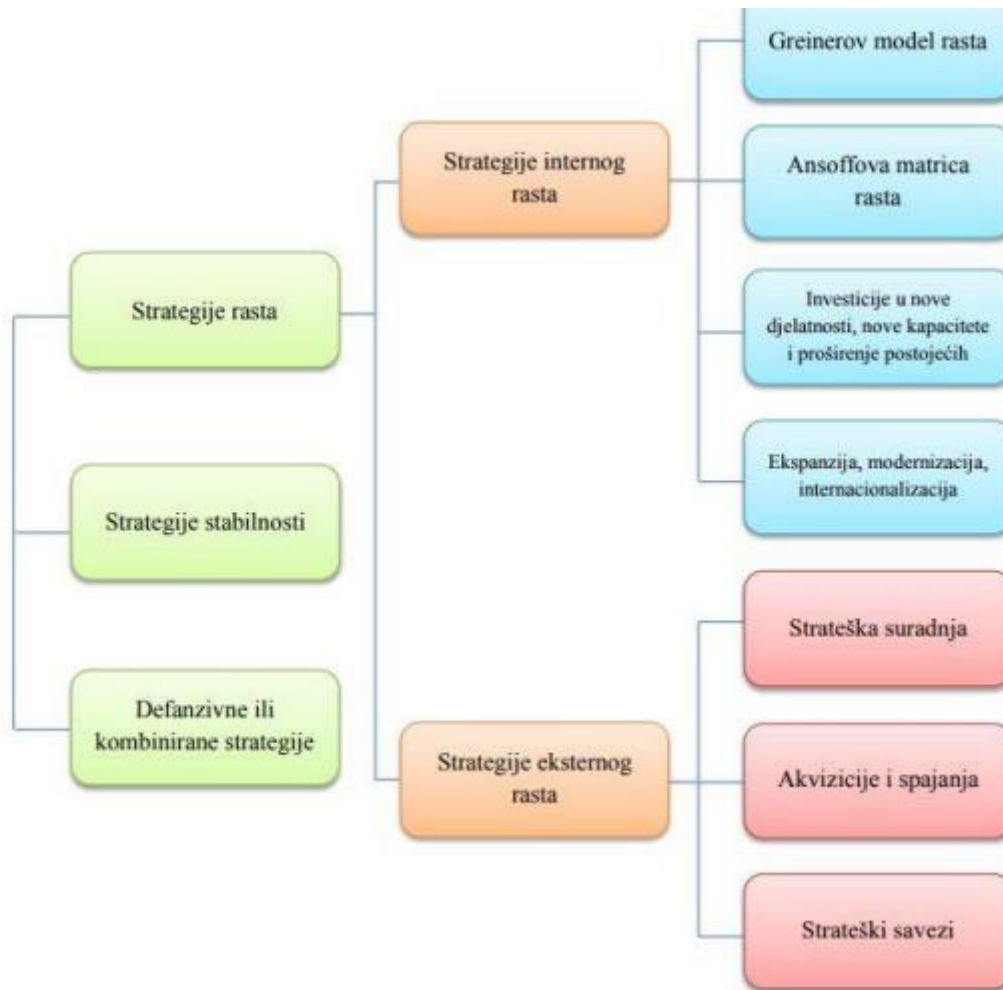 Strategije rasta
Strategije stabilnosti
Defanzivne ili
kombinirane strategije
Strategije internog
rasta
Strategije eksternog
rasta
Greinerov model rasta
Ansoffova matrica
rasta
Investicije u nove
djelatnosti, nove kapacitete
i proširenje postojećih
Ekspanzija, modernizacija,
internacionalizacija
Strateška suradnja
Akvizicije i spajanja
Strateški savezi